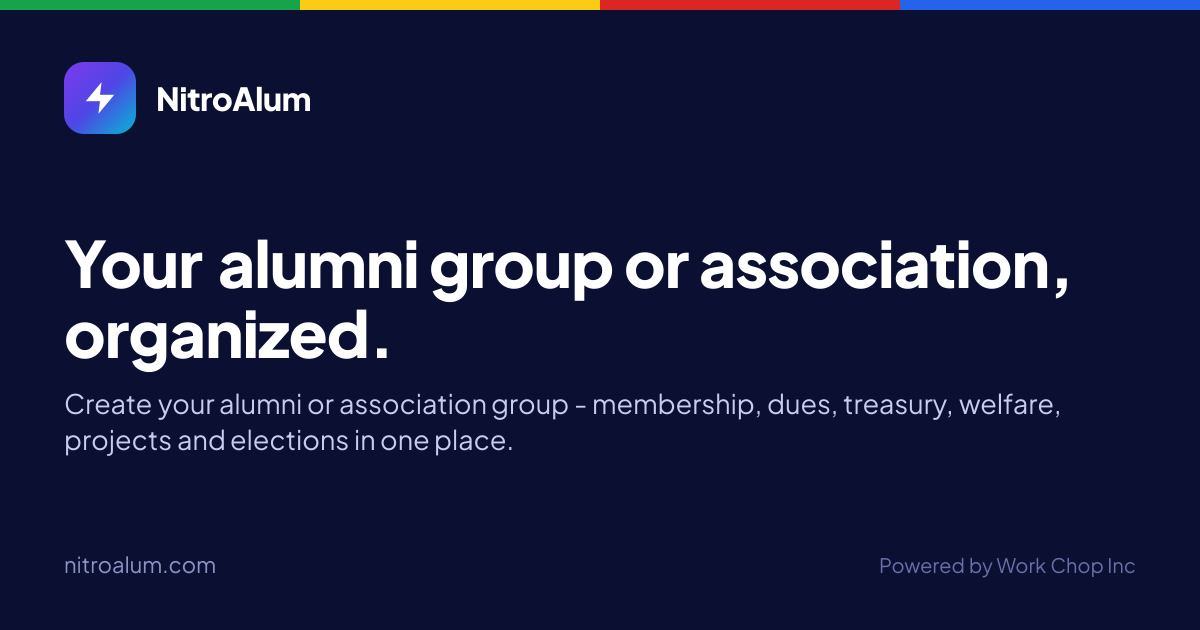 NitroAlum
Your alumni group or association,
organized.
Create your alumni or association group - membership, dues, treasury, welfare,
projects and elections in one place.
nitroalum.com
Powered by Work Chop Inc